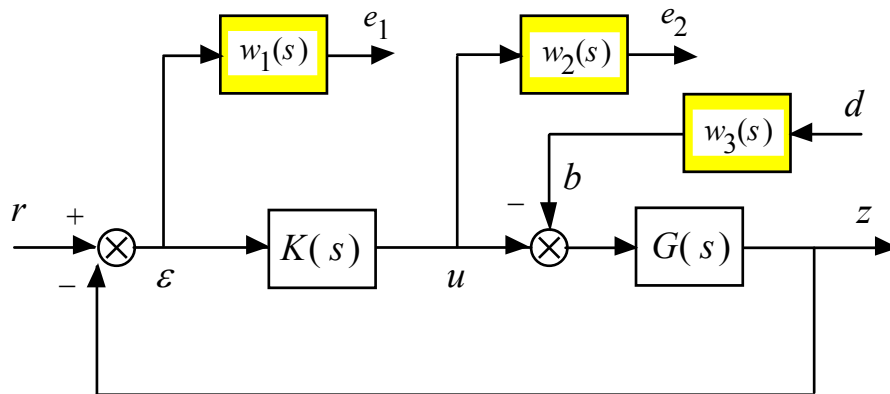 e₁
e₂
w₁(s)
w₂(s)
w₃(s)
d
r
+
−
b
z
−
K(s)
G(s)
ε
u